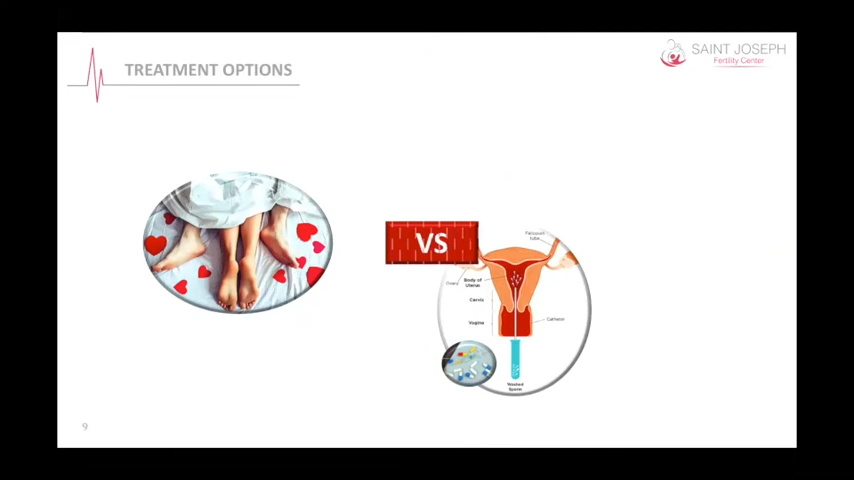 TREATMENT OPTIONS
SAINT JOSEPH
Fertility Center
VS
Fallopian
tube
Ovary
Body of
Uterus
Cervix
Vagina
Catheter
Washed
Sperm
9